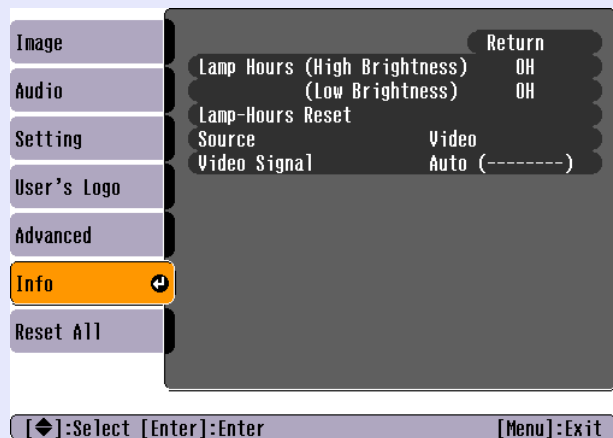 Image
Audio
Setting
User's Logo
Advanced
Info
Reset All
Return
Lamp Hours (High Brightness) 0H
(Low Brightness) 0H
Lamp-Hours Reset
Source Video
Video Signal Auto (--------)
[◆]:Select [Enter]:Enter [Menu]:Exit